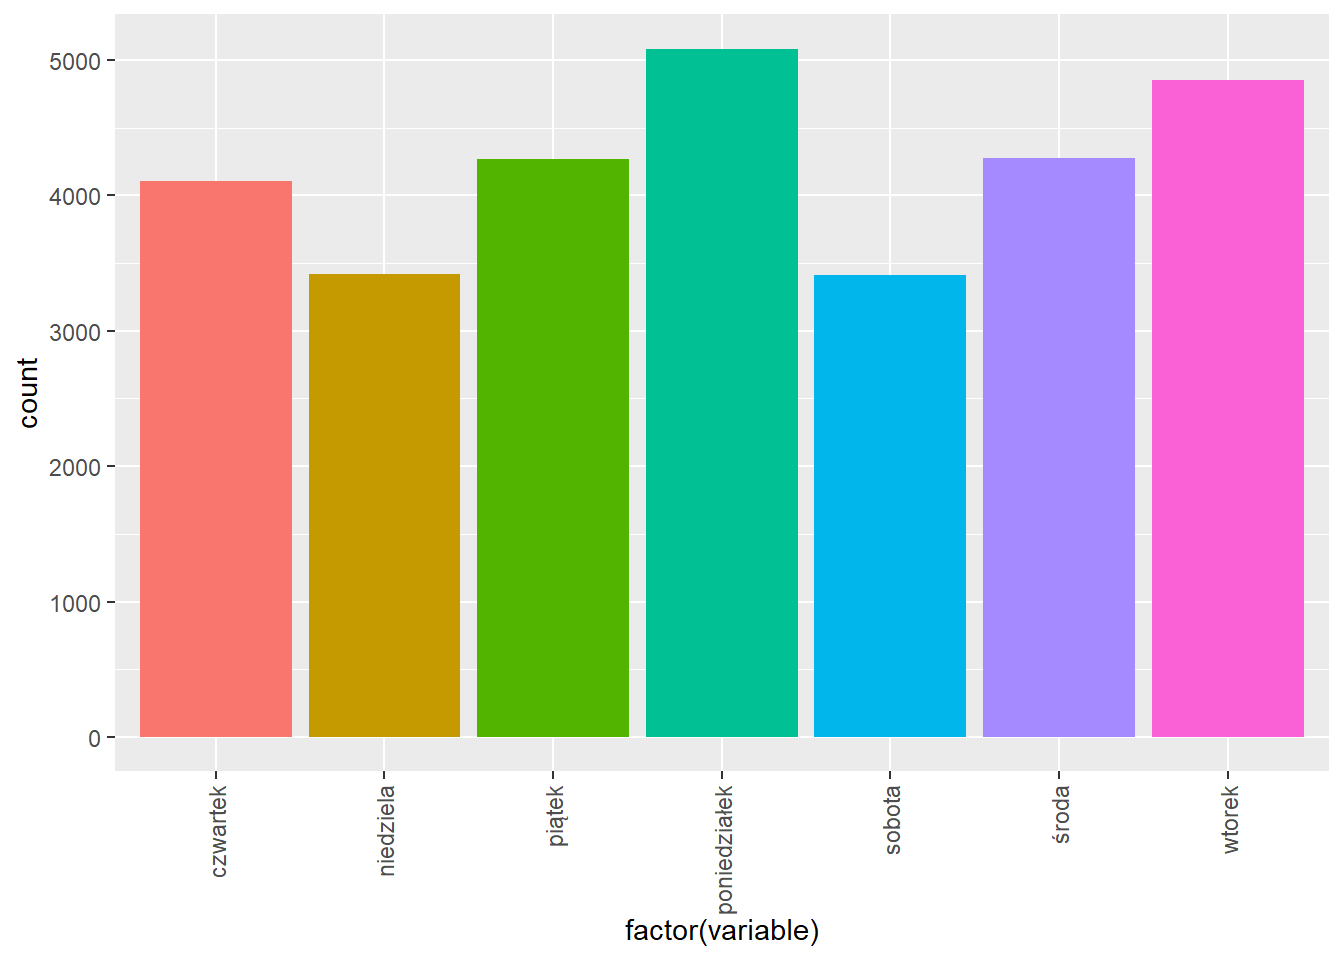 count
5000
4000
3000
2000
1000
0
czwartek
niedziela
piątek
poniedziałek
sobota
środa
wtorek
factor(variable)